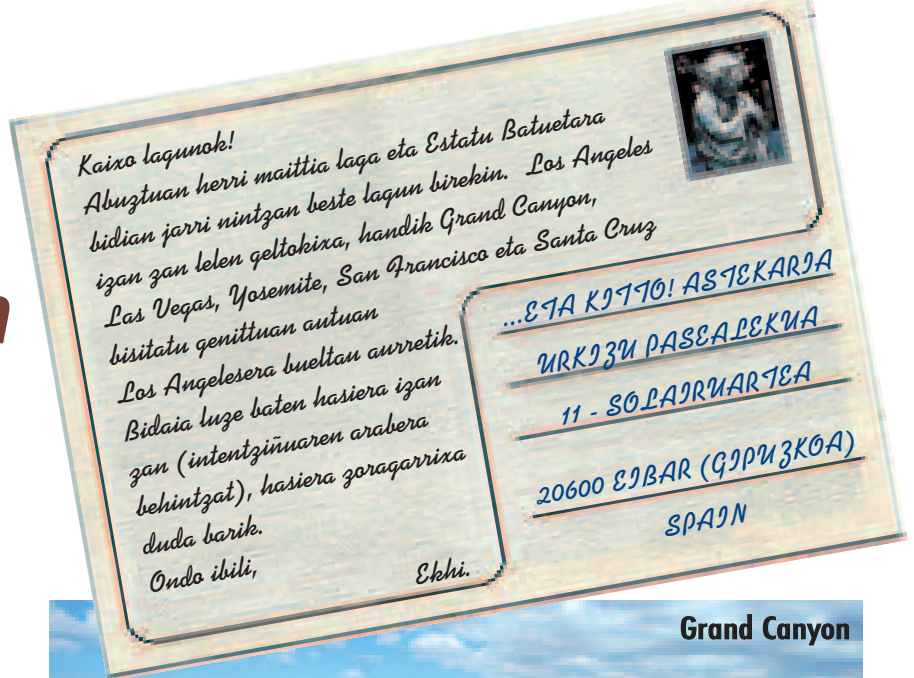 Kaixo lagunok!
Abuztuan herri maittia laga eta Estatu Batuetara
bidian jarri nintzan beste lagun birekin. Los Angeles
izan zan lelen geltokixa, handik Grand Canyon,
Las Vegas, Yosemite, San Francisco eta Santa Cruz
bisitatu genittuan autuan
Los Angelesera bueltau aurretik.
Bidaia luze baten hasiera izan
zan (intentziñuaren arabera
behintzat), hasiera zoragarrixa
duda barik.
Ondo ibili, Ekhi.
...ETA KITTO! ASTEKARIA
URKIZU PASEALEKUA
11 - SOLAIRUARTEA
20600 EIBAR (GIPUZKOA)
SPAIN
Grand Canyon